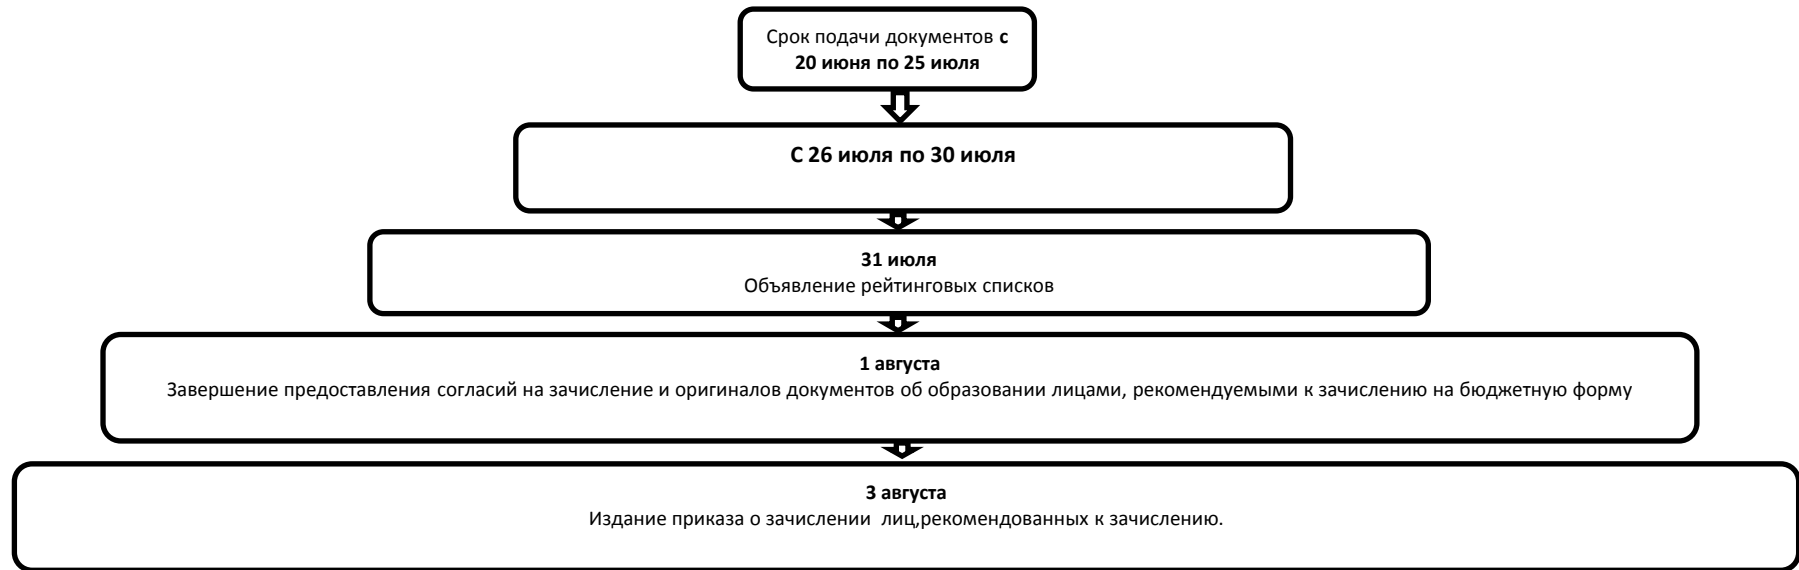 Срок подачи документов с
20 июня по 25 июля
С 26 июля по 30 июля
31 июля
Объявление рейтинговых списков
1 августа
Завершение предоставления согласий на зачисление и оригиналов документов об образовании лицами, рекомендуемыми к зачислению на бюджетную форму
3 августа
Издание приказа о зачислении  лиц,рекомендованных к зачислению.